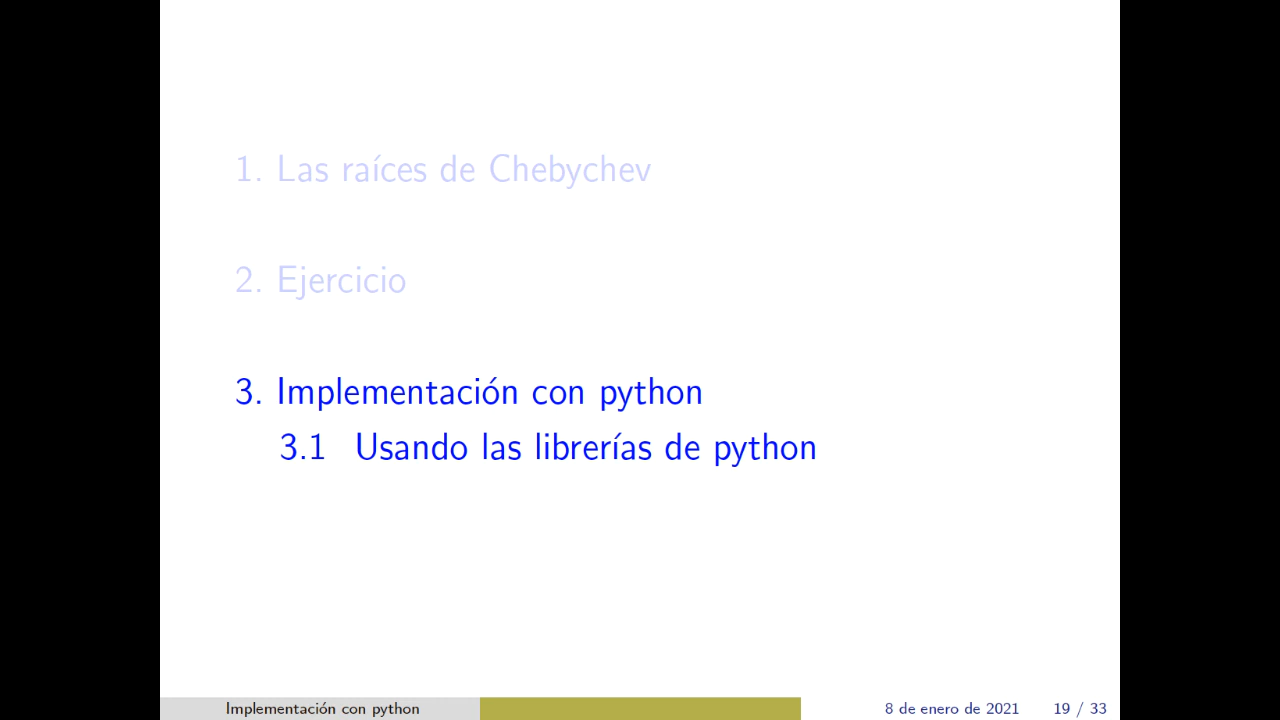 1. Las raíces de Chebychev
2. Ejercicio
3. Implementación con python
3.1 Usando las librerías de python
Implementación con python
8 de enero de 2021 19 / 33